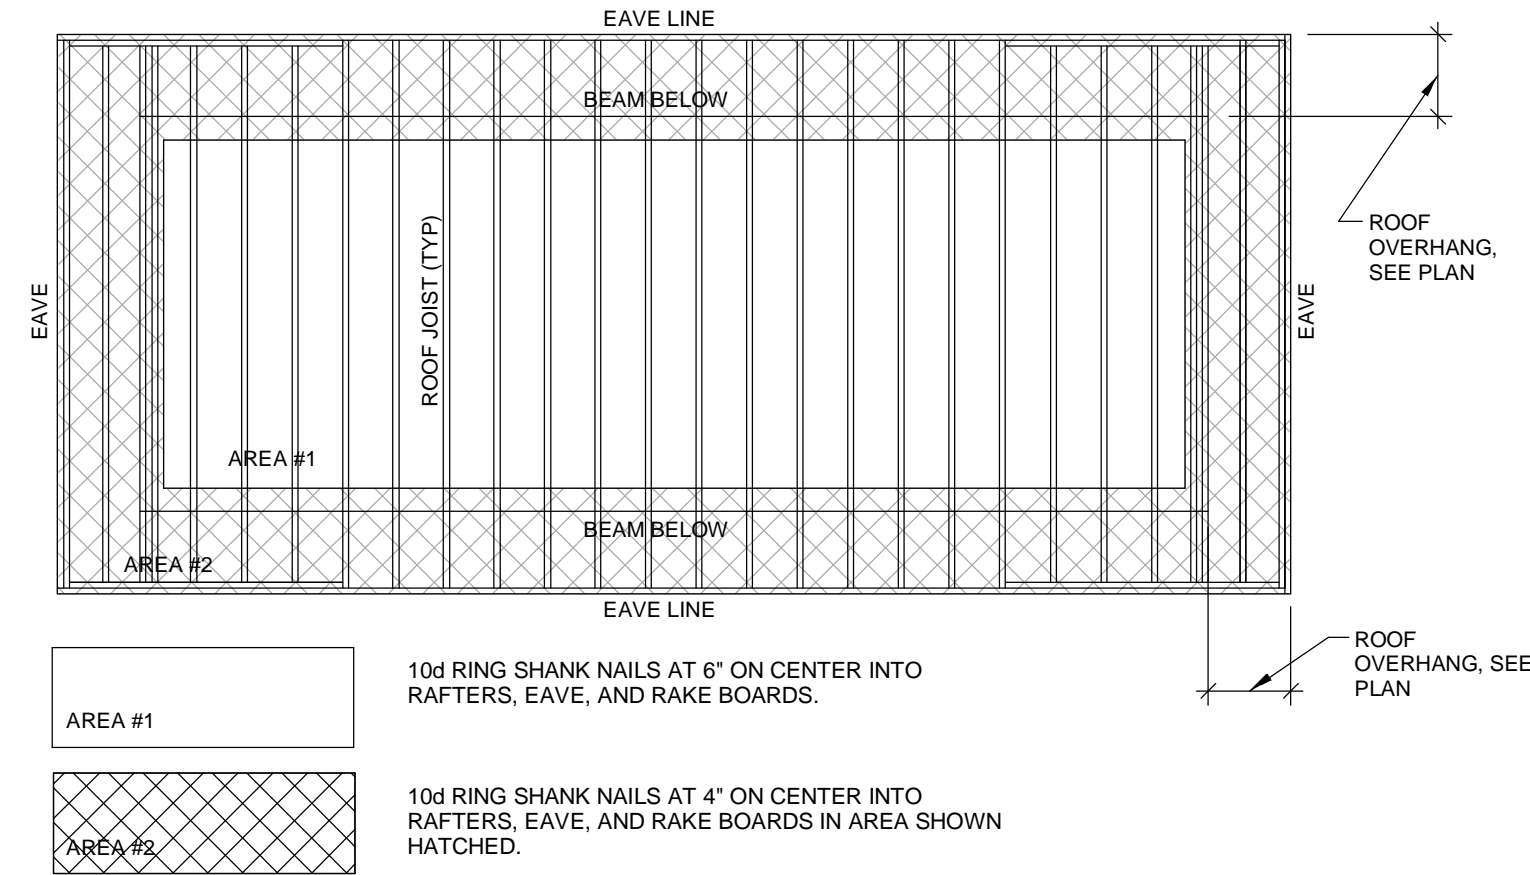 EAVE LINE
BEAM BELOW
ROOF
OVERHANG,
SEE PLAN
EAVE
ROOF JOIST (TYP)
EAVE
AREA #1
BEAM BELOW
AREA #2
EAVE LINE
ROOF
OVERHANG, SEE
PLAN
10d RING SHANK NAILS AT 6" ON CENTER INTO
RAFTERS, EAVE, AND RAKE BOARDS.
AREA #1
10d RING SHANK NAILS AT 4" ON CENTER INTO
RAFTERS, EAVE, AND RAKE BOARDS IN AREA SHOWN
HATCHED.
AREA #2